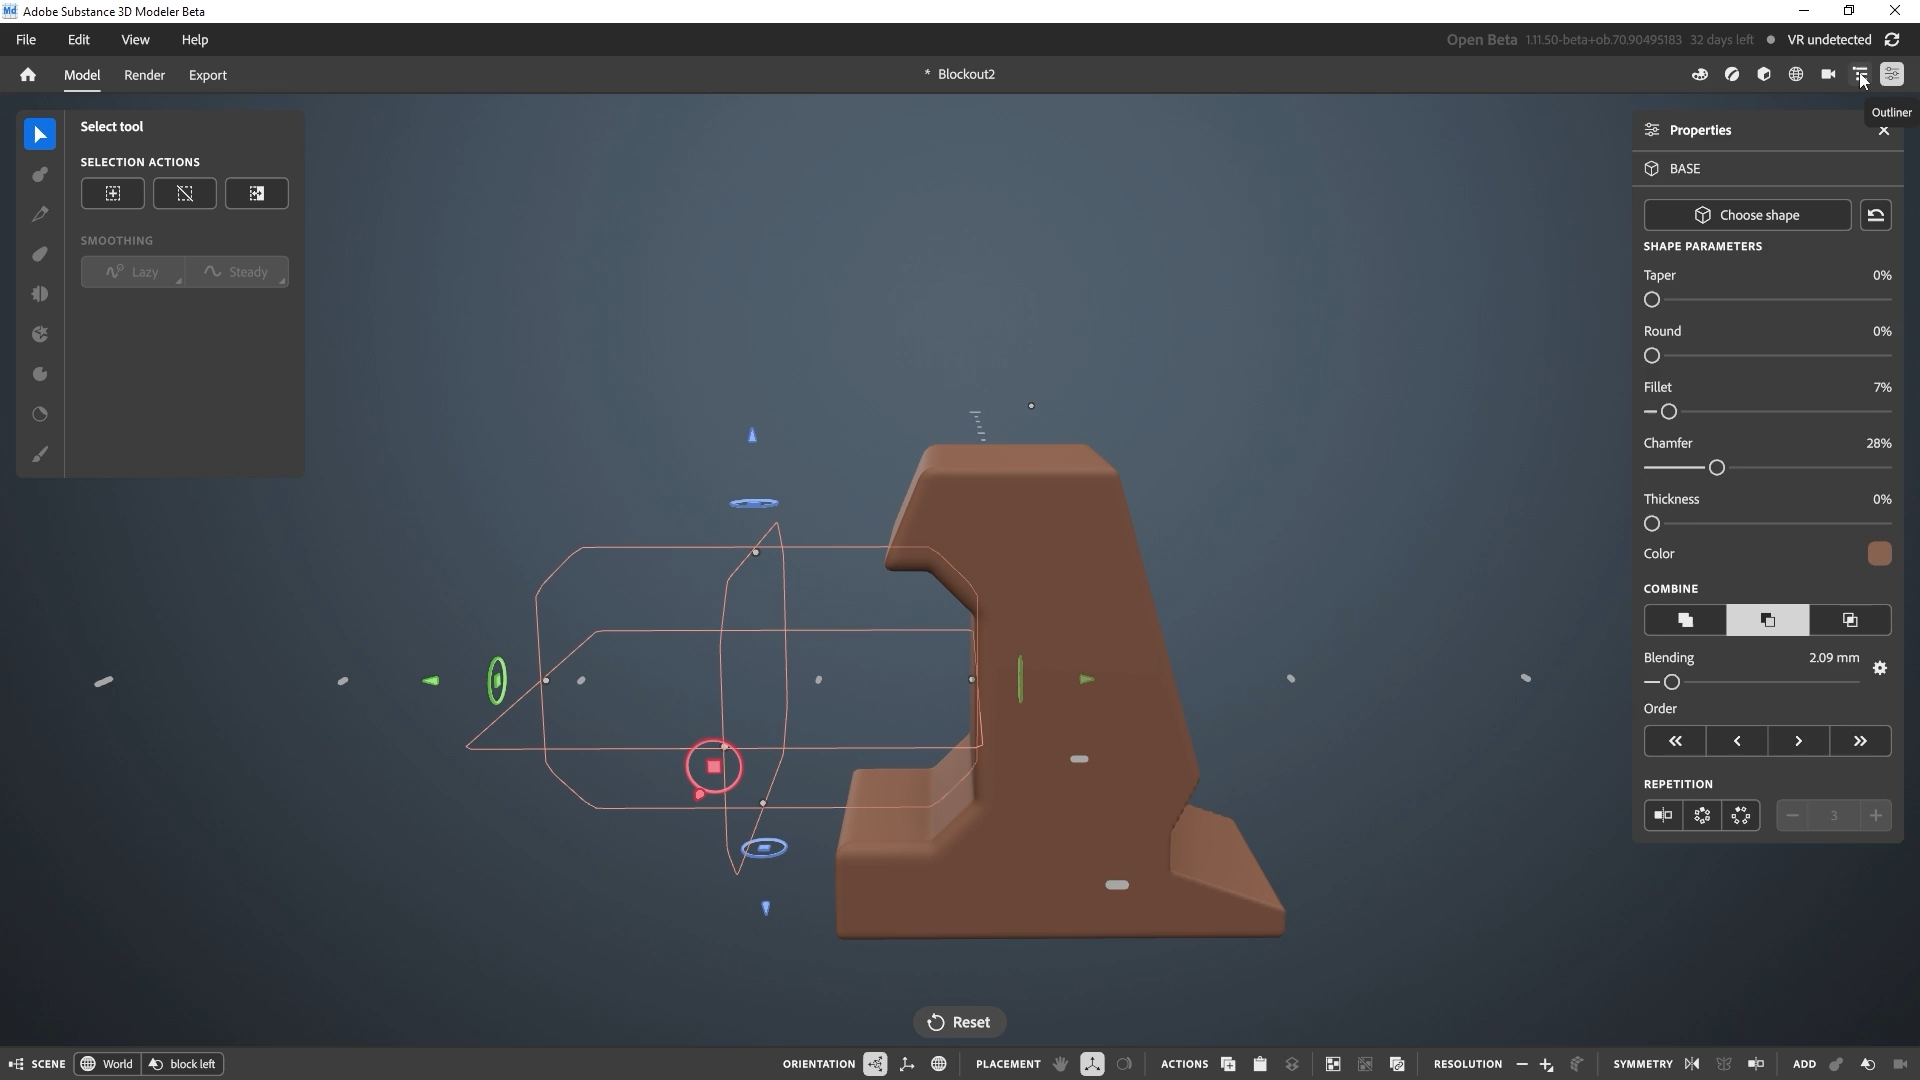 Md Adobe Substance 3D Modeler Beta
File Edit View Help
Open Beta 1.11.50-beta+ob.70.90495183 32 days left VR undetected
Model Render Export
* Blockout2
Outliner
Select tool
SELECTION ACTIONS
SMOOTHING
Lazy Steady
Properties
BASE
Choose shape
SHAPE PARAMETERS
Taper 0%
Round 0%
Fillet 7%
Chamfer 28%
Thickness 0%
Color
COMBINE
Blending 2.09 mm
Order
REPETITION
3
Reset
SCENE World block left ORIENTATION PLACEMENT ACTIONS RESOLUTION SYMMETRY ADD